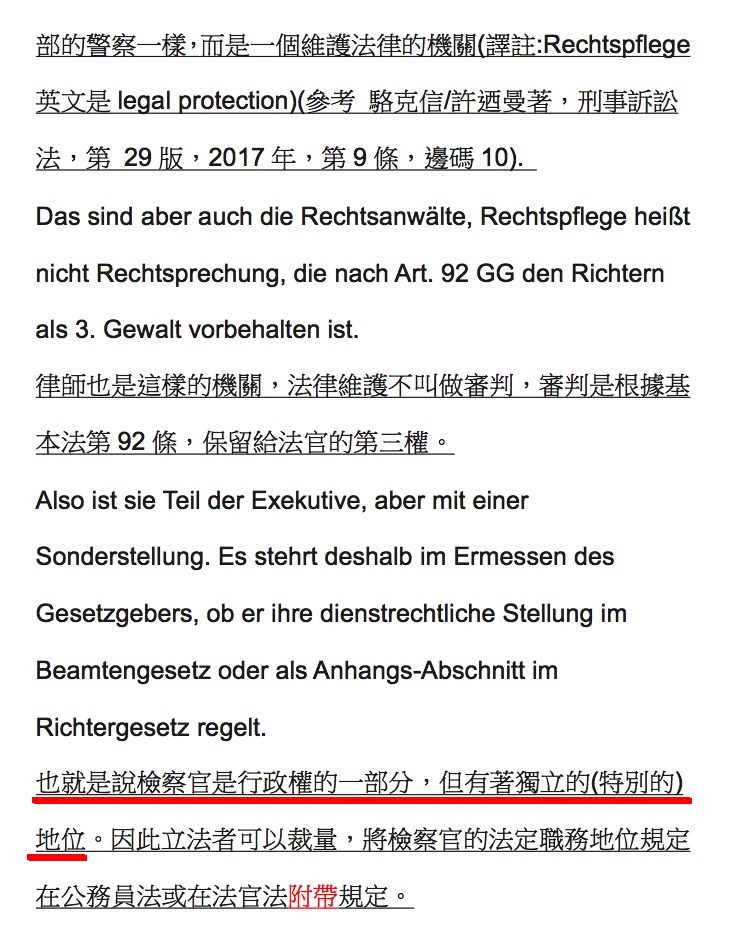 部的警察一樣，而是一個維護法律的機關(譯註:Rechtspflege
英文是 legal protection)(參考 駱克信/許迺曼著，刑事訴訟
法，第 29 版，2017 年，第 9 條，邊碼 10).
Das sind aber auch die Rechtsanwälte, Rechtspflege heißt
nicht Rechtsprechung, die nach Art. 92 GG den Richtern
als 3. Gewalt vorbehalten ist.
律師也是這樣的機關，法律維護不叫做審判，審判是根據基
本法第 92 條，保留給法官的第三權。
Also ist sie Teil der Exekutive, aber mit einer
Sonderstellung. Es stehrt deshalb im Ermessen des
Gesetzgebers, ob er ihre dienstrechtliche Stellung im
Beamtengesetz oder als Anhangs-Abschnitt im
Richtergesetz regelt.
也就是說檢察官是行政權的一部分，但有著獨立的(特別的)
地位。因此立法者可以裁量，將檢察官的法定職務地位規定
在公務員法或在法官法附帶規定。